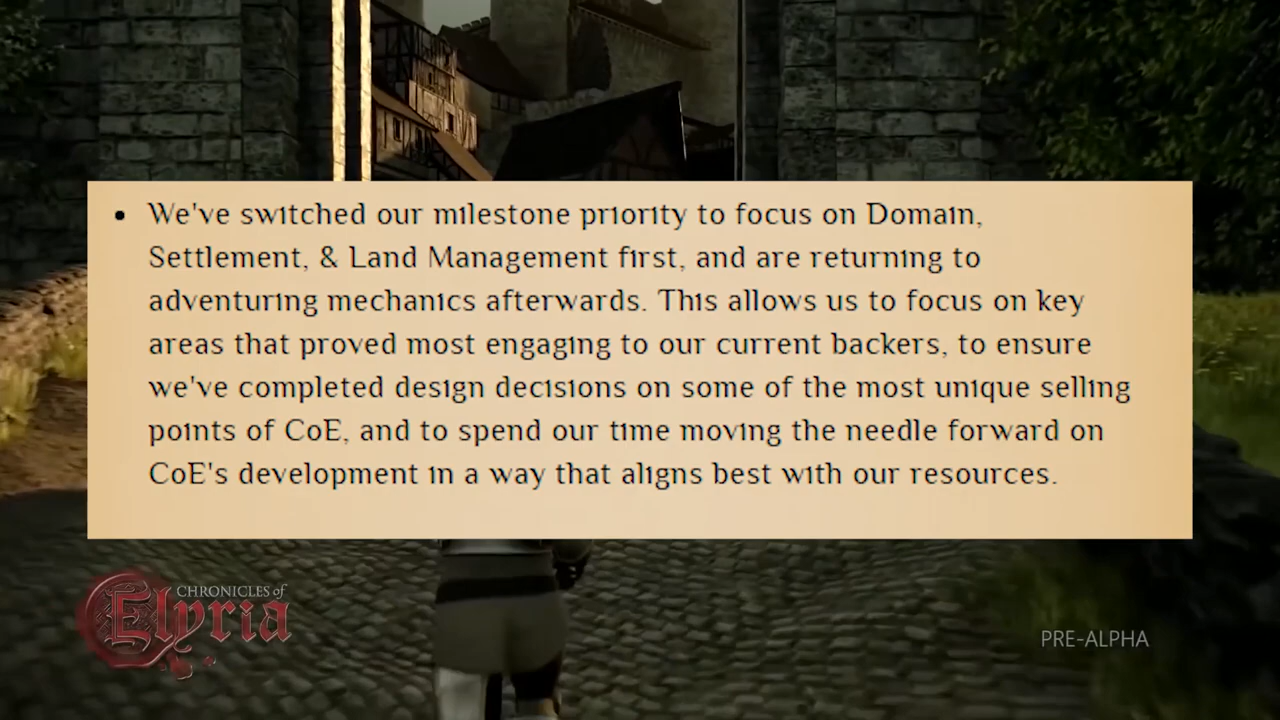 • We've switched our milestone priority to focus on Domain,
Settlement, & Land Management first, and are returning to
adventuring mechanics afterwards. This allows us to focus on key
areas that proved most engaging to our current backers, to ensure
we've completed design decisions on some of the most unique selling
points of CoE, and to spend our time moving the needle forward on
CoE's development in a way that aligns best with our resources.
CHRONICLES of
Elyria
PRE-ALPHA